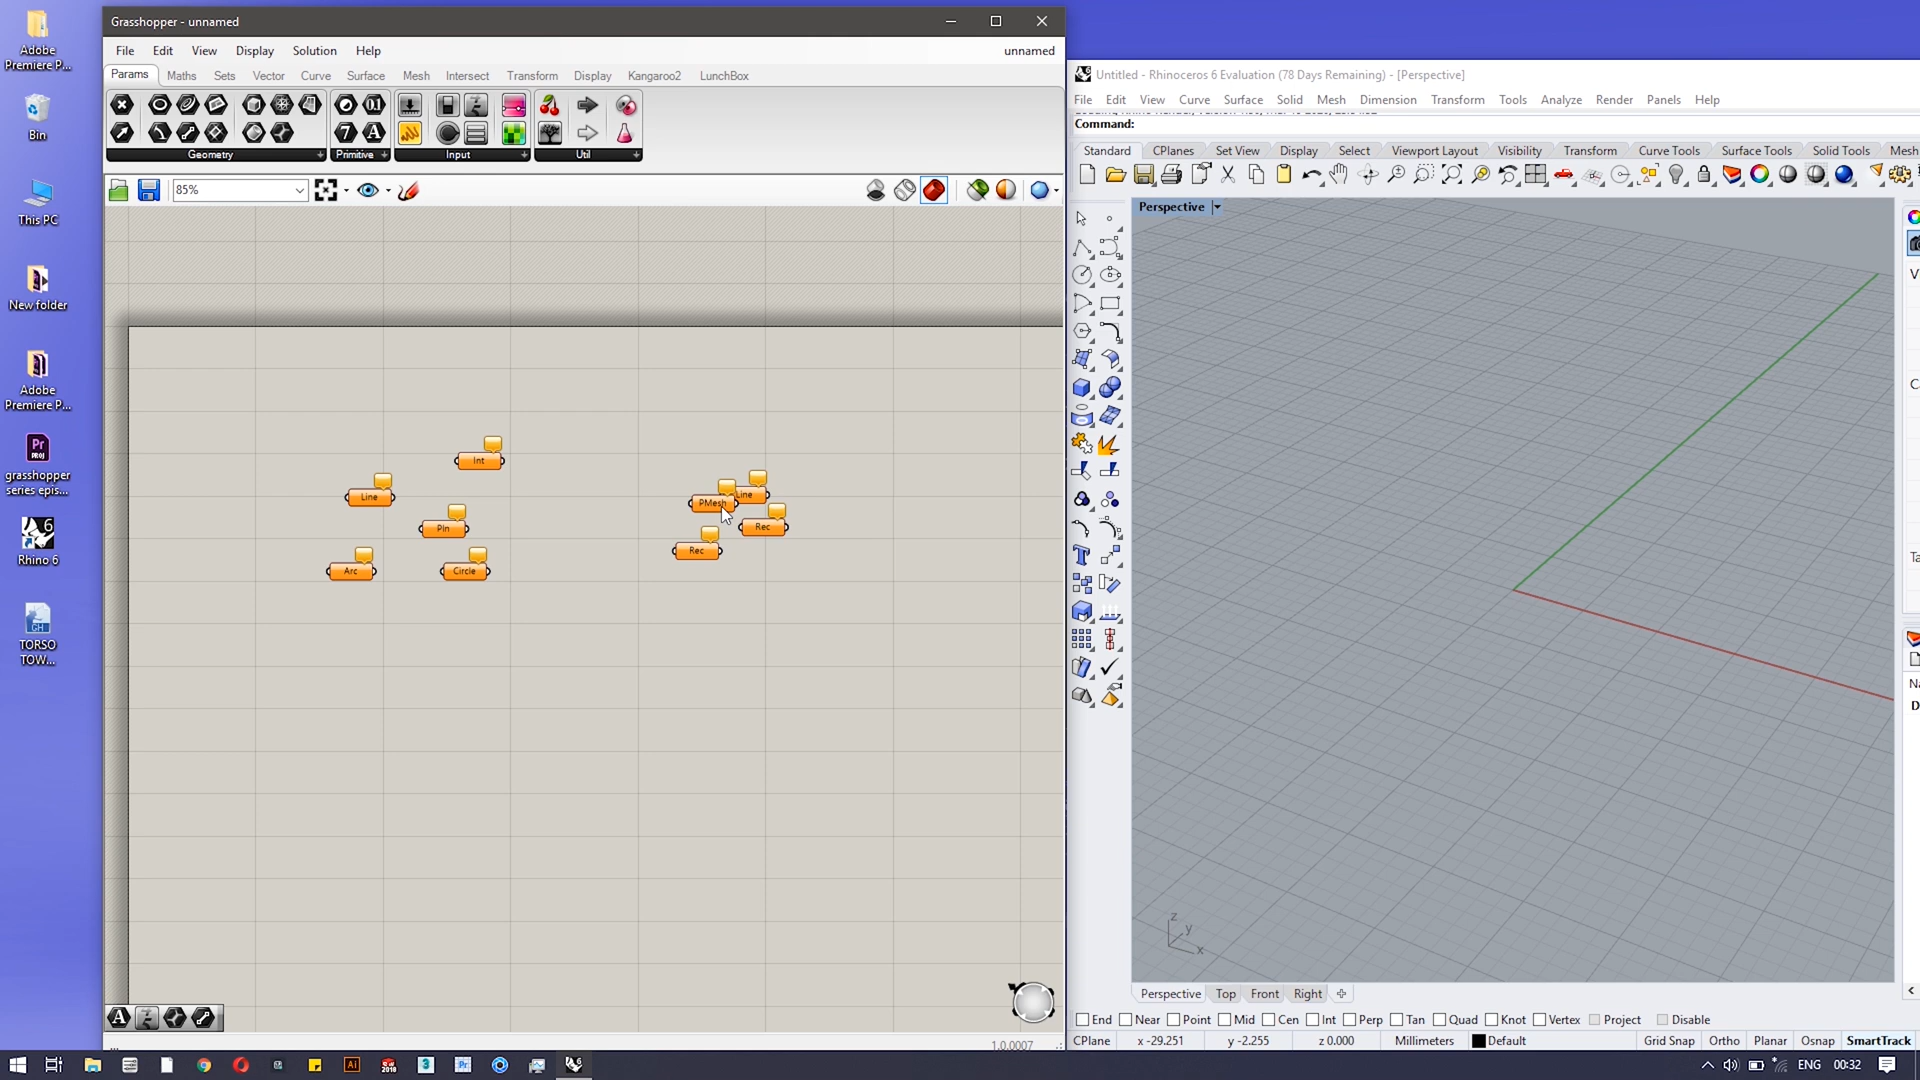 Adobe
Premiere P...
Bin
This PC
New folder
Adobe
Premiere P...
Pr
PROJ
grasshopper
series epis...
6
Rhino 6
GH
TORSO
TOW...
Grasshopper - unnamed
File Edit View Display Solution Help unnamed
Params Maths Sets Vector Curve Surface Mesh Intersect Transform Display Kangaroo2 LunchBox
Geometry Primitive Input Util
85%
Int
Line
Pin
Arc
Circle
PMesh
Line
Rec
Rec
1.0.0007
Untitled - Rhinoceros 6 Evaluation (78 Days Remaining) - [Perspective]
File Edit View Curve Surface Solid Mesh Dimension Transform Tools Analyze Render Panels Help
Command:
Standard CPlanes Set View Display Select Viewport Layout Visibility Transform Curve Tools Surface Tools Solid Tools Mesh
Perspective
z
y
x
Perspective Top Front Right
End Near Point Mid Cen Int Perp Tan Quad Knot Vertex Project Disable
CPlane x -29.251 y -2.255 z 0.000 Millimeters Default Grid Snap Ortho Planar Osnap SmartTrack
ENG 00:32